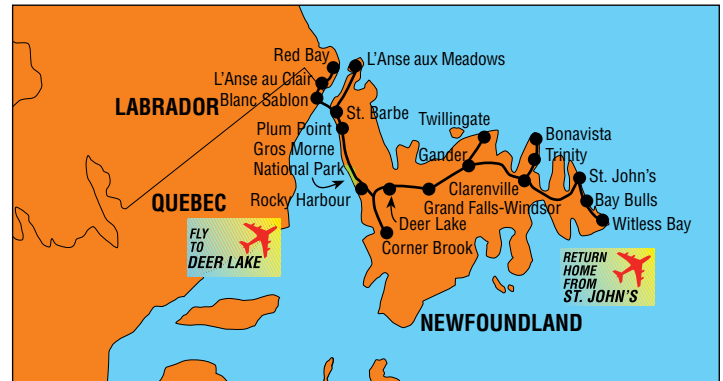 Red Bay
L'Anse aux Meadows
L'Anse au Clair
LABRADOR
Blanc Sablon
St. Barbe
Twillingate
Plum Point
Bonavista
Gros Morne
National Park
Gander
Trinity
St. John's
QUEBEC
Rocky Harbour
Clarenville
Grand Falls-Windsor
Bay Bulls
Deer Lake
Witless Bay
Corner Brook
FLY
TO
DEER LAKE
RETURN
HOME
FROM
ST. JOHN'S
NEWFOUNDLAND